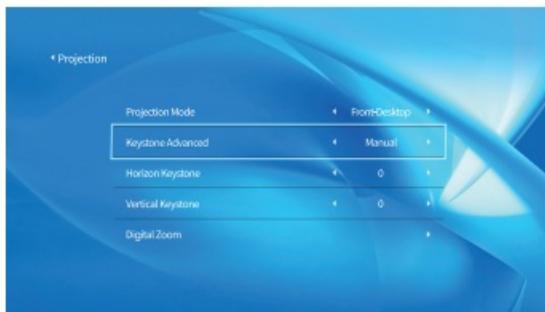 Projection
Projection Mode Front-Desktop
Keystone Advanced Manual
Horizon Keystone 0
Vertical Keystone 0
Digital Zoom